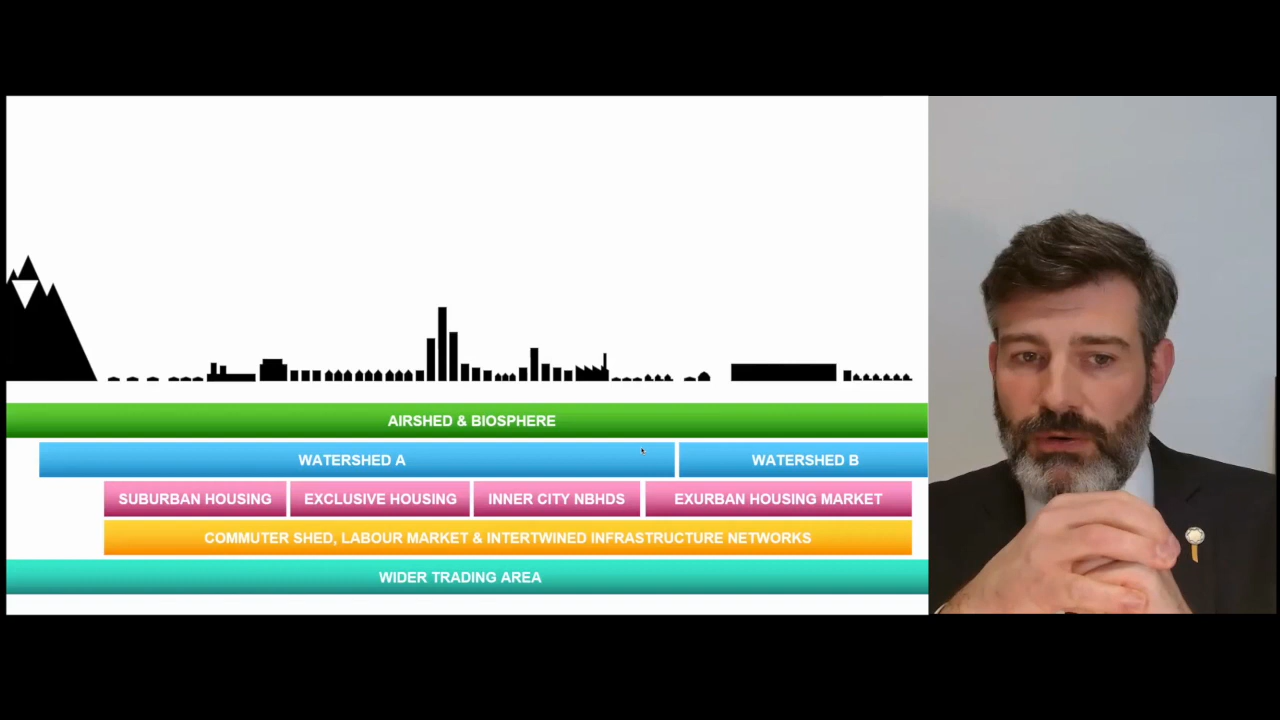 AIRSHED & BIOSPHERE
WATERSHED A
WATERSHED B
SUBURBAN HOUSING
EXCLUSIVE HOUSING
INNER CITY NBHDS
EXURBAN HOUSING MARKET
COMMUTER SHED, LABOUR MARKET & INTERTWINED INFRASTRUCTURE NETWORKS
WIDER TRADING AREA